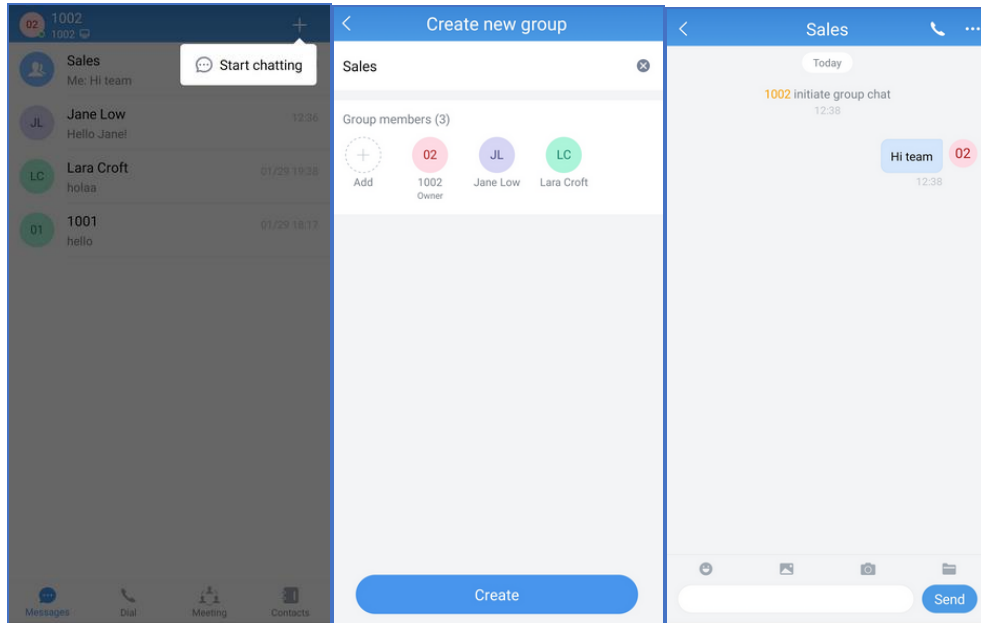 02
1002
1002
Start chatting
Sales
Me: Hi team
JL
Jane Low
12:36
Hello Jane!
LC
Lara Croft
01/29 19:28
holaa
01
1001
01/29 18:17
hello
Messages
Dial
Meeting
Contacts
Create new group
Sales
Group members (3)
02
JL
LC
Add
1002
Jane Low
Lara Croft
Owner
Create
Sales
Today
1002 initiate group chat
12:38
Hi team
02
12:38
Send